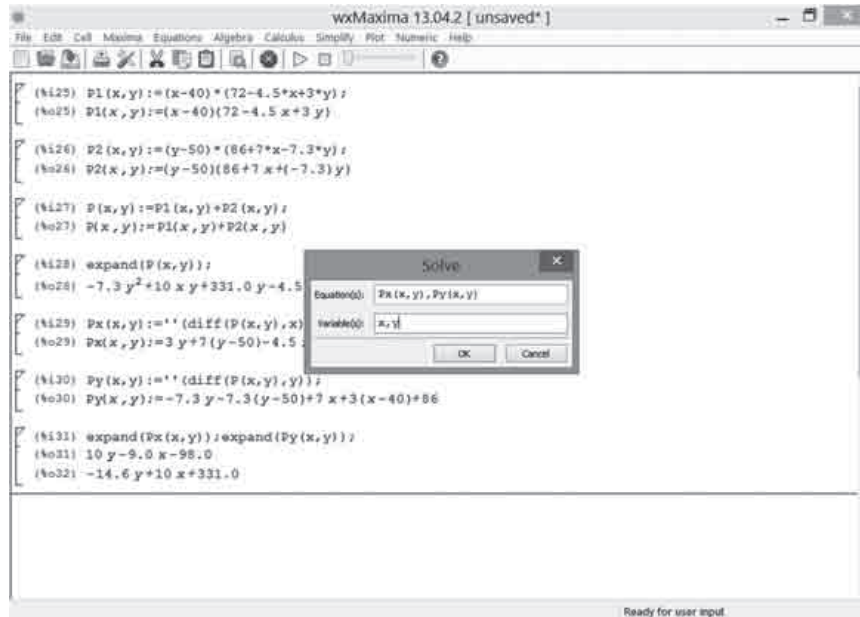 wxMaxima 13.04.2 [ unsaved* ]
File Edit Cell Maxima Equations Algebra Calculus Simplify Plot Numeric Help
(%i25) P1(x,y):=(x-40)*(72-4.5*x+3*y);
(%o25) P1(x,y):=(x-40)(72-4.5 x+3 y)
(%i26) P2(x,y):=(y-50)*(86+7*x-7.3*y);
(%o26) P2(x,y):=(y-50)(86+7 x+(-7.3)y)
(%i27) P(x,y):=P1(x,y)+P2(x,y);
(%o27) P(x,y):=P1(x,y)+P2(x,y)
(%i28) expand(P(x,y));
(%o28) -7.3 y²+10 x y+331.0 y-4.5
(%i29) Px(x,y):=''(diff(P(x,y),x)
(%o29) Px(x,y):=3 y+7(y-50)-4.5
(%i30) Py(x,y):=''(diff(P(x,y),y));
(%o30) Py(x,y):=-7.3 y-7.3(y-50)+7 x+3(x-40)+86
(%i31) expand(Px(x,y));expand(Py(x,y));
(%o31) 10 y-9.0 x-98.0
(%o32) -14.6 y+10 x+331.0
Solve
Equation(s): Px(x,y),Py(x,y)
Variable(s): x,y
OK Cancel
Ready for user input